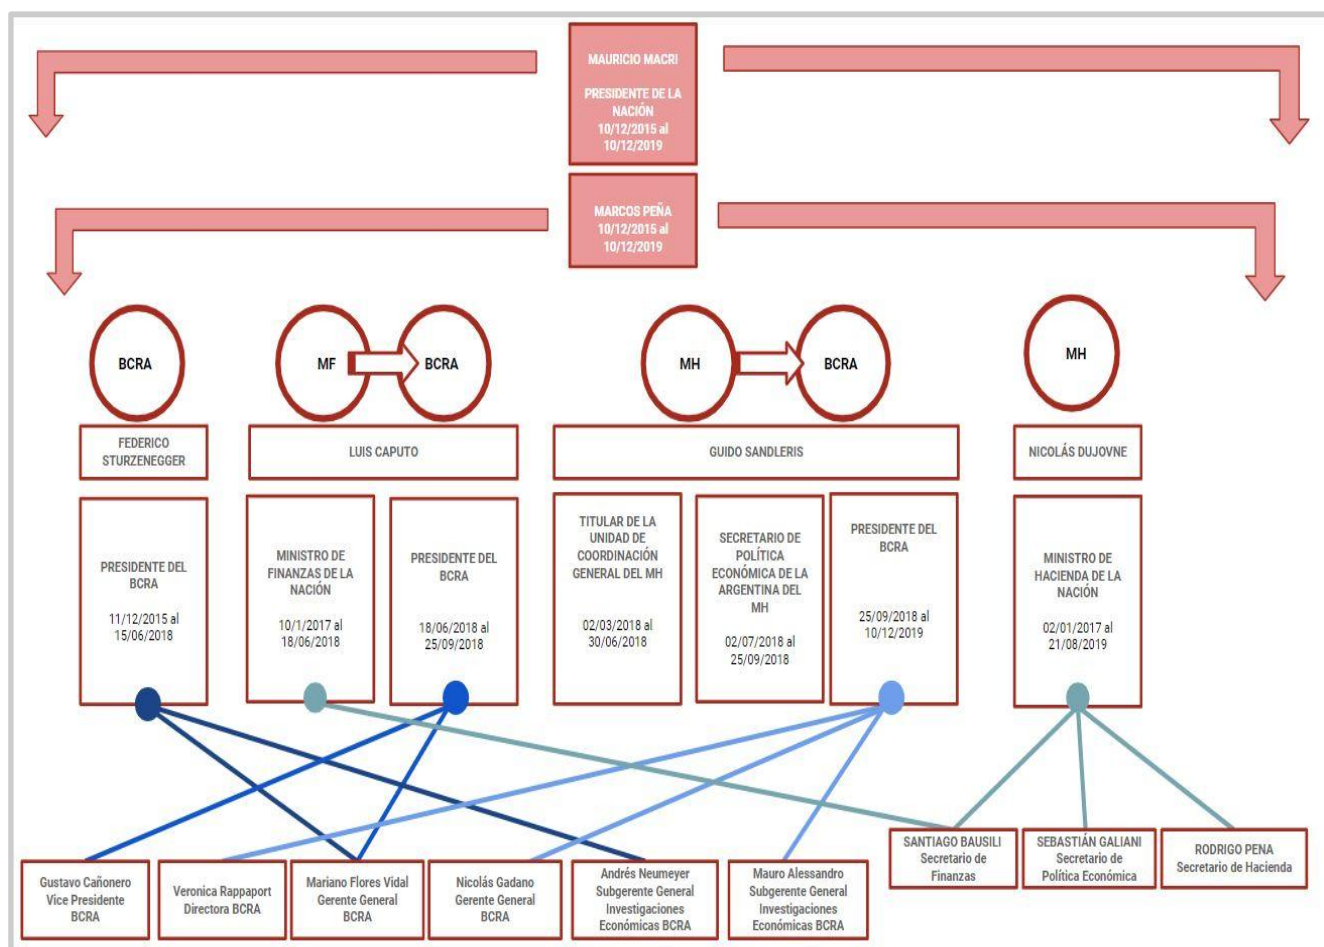 MAURICIO MACRI
PRESIDENTE DE LA
NACIÓN
10/12/2015 al
10/12/2019
MARCOS PEÑA
10/12/2015 al
10/12/2019
BCRA
MF
BCRA
MH
BCRA
MH
FEDERICO
STURZENEGGER
LUIS CAPUTO
GUIDO SANDLERIS
NICOLÁS DUJOVNE
PRESIDENTE DEL
BCRA
11/12/2015 al
15/06/2018
MINISTRO DE
FINANZAS DE LA
NACIÓN
10/1/2017 al
18/06/2018
PRESIDENTE DEL
BCRA
18/06/2018 al
25/09/2018
TITULAR DE LA
UNIDAD DE
COORDINACIÓN
GENERAL DEL MH
02/03/2018 al
30/06/2018
SECRETARIO DE
POLÍTICA
ECONÓMICA DE LA
ARGENTINA DEL
MH
02/07/2018 al
25/09/2018
PRESIDENTE DEL
BCRA
25/09/2018 al
10/12/2019
MINISTRO DE
HACIENDA DE LA
NACIÓN
02/01/2017 al
21/08/2019
Gustavo Cañonero
Vice Presidente
BCRA
Veronica Rappaport
Directora BCRA
Mariano Flores Vidal
Gerente General
BCRA
Nicolás Gadano
Gerente General
BCRA
Andrés Neumeyer
Subgerente General
Investigaciones
Económicas BCRA
Mauro Alessandro
Subgerente General
Investigaciones
Económicas BCRA
SANTIAGO BAUSILI
Secretario de
Finanzas
SEBASTIÁN GALIANI
Secretario de
Política Económica
RODRIGO PENA
Secretario de Hacienda